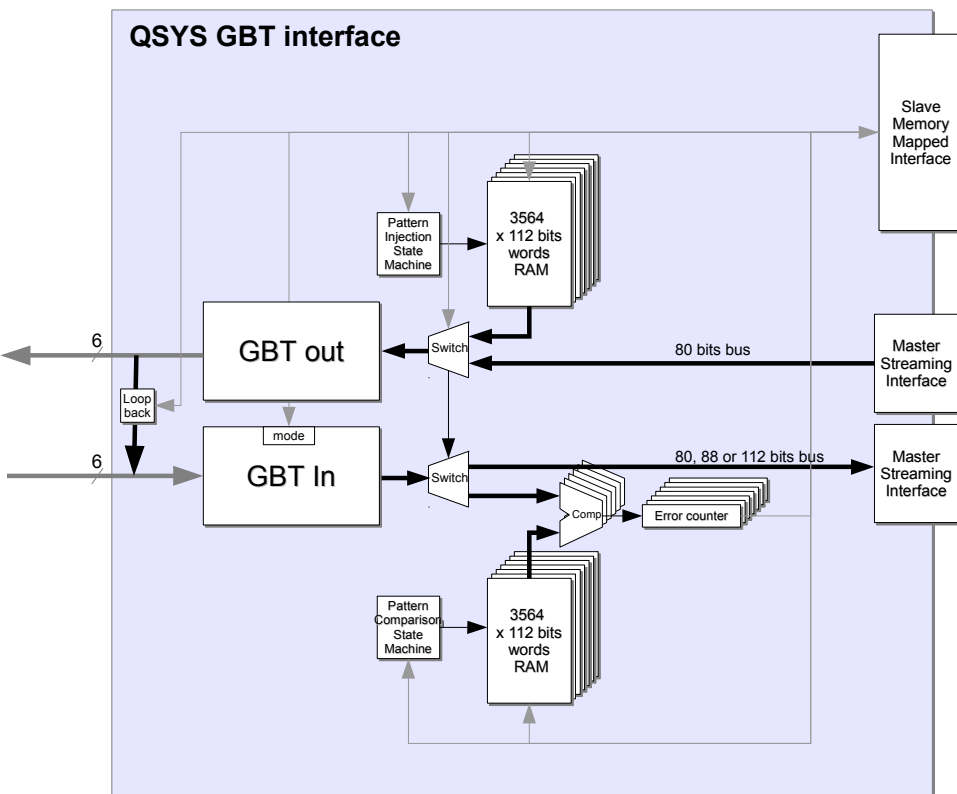 QSYS GBT interface
Slave
Memory
Mapped
Interface
Pattern
Injection
State
Machine
3564
x 112 bits
words
RAM
6
GBT out
Switch
80 bits bus
Master
Streaming
Interface
Loop
back
mode
6
GBT In
Switch
80, 88 or 112 bits bus
Master
Streaming
Interface
Comp
Error counter
Pattern
Comparison
State
Machine
3564
x 112 bits
words
RAM